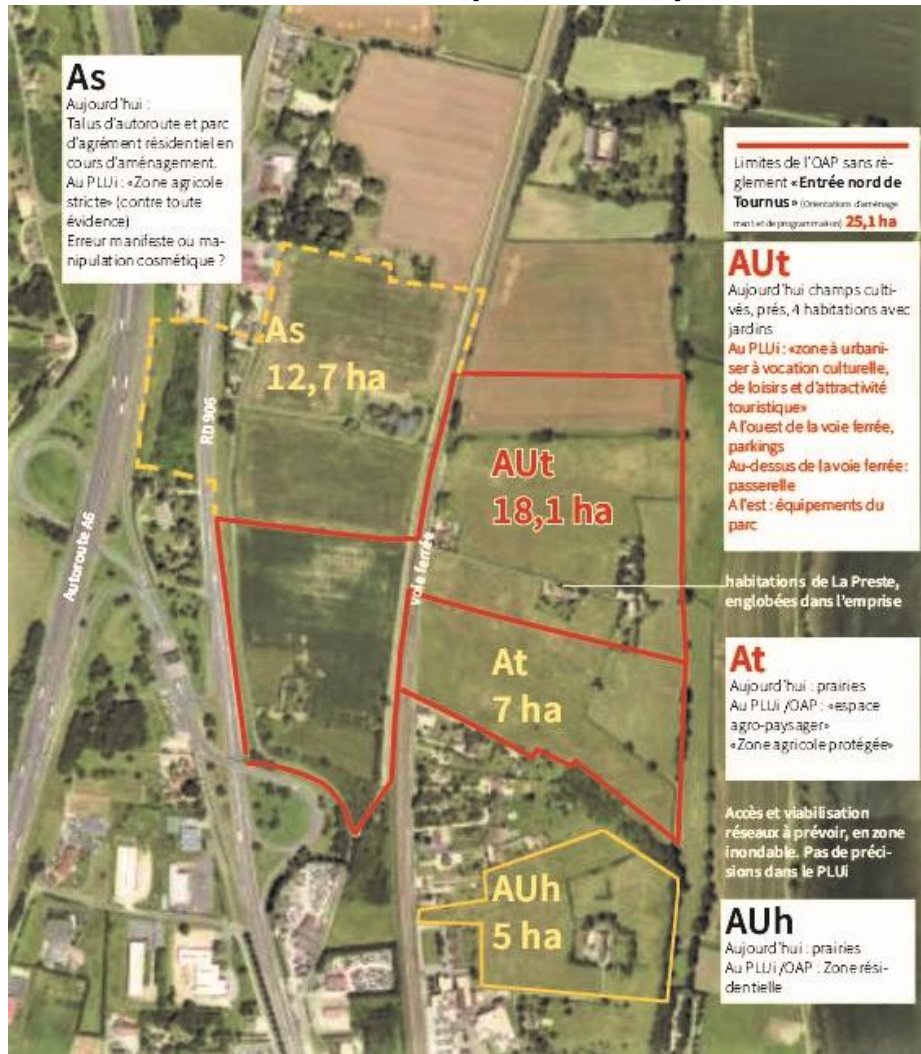 As
Aujourd'hui :
Talus d'autoroute et parc
d'agrément résidentiel en
cours d'aménagement.
Au PLUi : «Zone agricole
stricte» (contre toute
évidence)
Erreur manifeste ou ma-
nipulation cosmétique ?
Limites de l'OAP sans rè-
glement «Entrée nord de
Tournus» (Orientations d'aménage
ment et de programmation) 25,1 ha
AUt
Aujourd'hui champs culti-
vés, prés, 4 habitations avec
jardins
Au PLUi : «zone à urbani-
ser à vocation culturelle,
de loisirs et d'attractivité
touristique»
A l'ouest de la voie ferrée,
parkings
Au-dessus de la voie ferrée :
passerelle
A l'est : équipements du
parc
As
12,7 ha
RD 906
Autoroute A6
AUt
18,1 ha
voie ferrée
habitations de La Preste,
englobées dans l'emprise
At
7 ha
At
Aujourd'hui : prairies
Au PLUi /OAP : «espace
agro-paysager»
«Zone agricole protégée»
Accès et viabilisation
réseaux à prévoir, en zone
inondable. Pas de préci-
sions dans le PLUi
AUh
5 ha
AUh
Aujourd'hui : prairies
Au PLUi /OAP : Zone rési-
dentielle